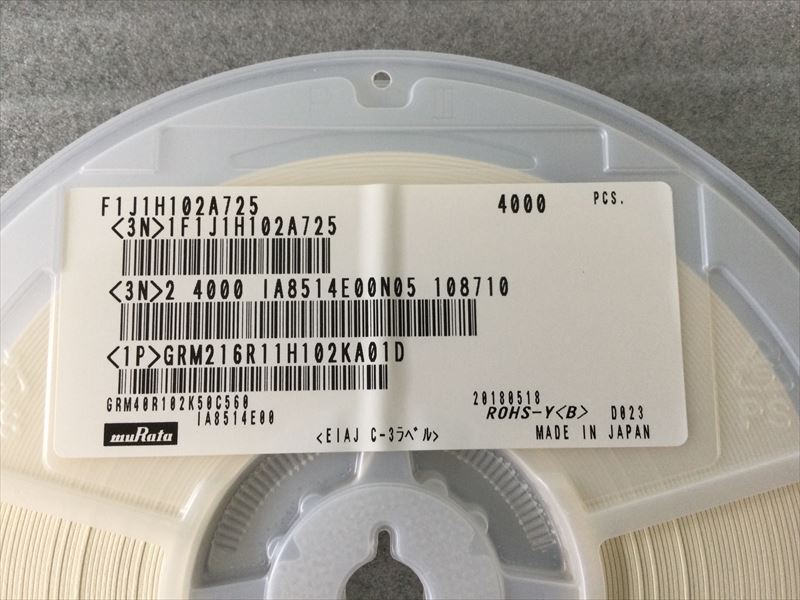 F1J1H102A725 4000 PCS.
<3N>1F1J1H102A725
<3N>2 4000 IA8514E00N05 108710
<1P>GRM216R11H102KA01D
GRM40R102K50C560 20180518
IA8514E00 ROHS-Y<B> D023
muRata <EIAJ C-3ﾗﾍﾞﾙ> MADE IN JAPAN